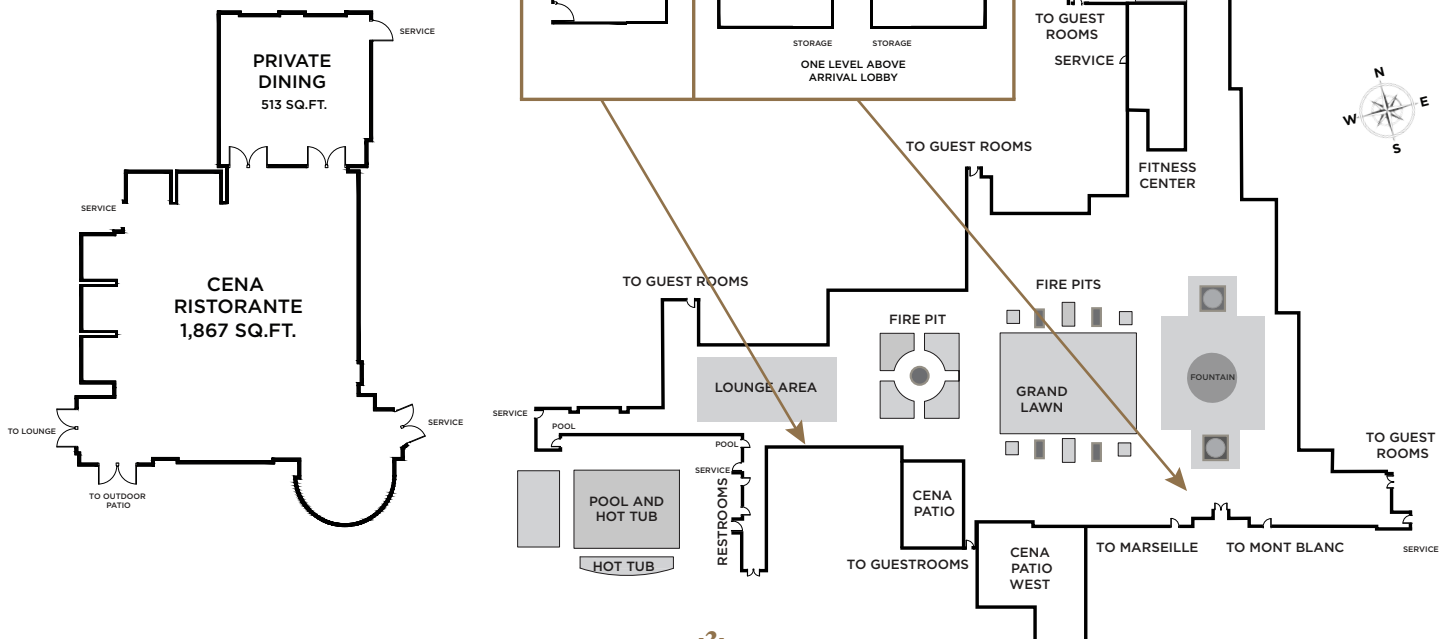 SERVICE
PRIVATE
DINING
513 SQ.FT.
SERVICE
CENA
RISTORANTE
1,867 SQ.FT.
TO LOUNGE
SERVICE
TO OUTDOOR
PATIO
STORAGE
STORAGE
ONE LEVEL ABOVE
ARRIVAL LOBBY
TO GUEST
ROOMS
SERVICE
N
W
E
S
TO GUEST ROOMS
FITNESS
CENTER
TO GUEST ROOMS
FIRE PITS
FIRE PIT
LOUNGE AREA
GRAND
LAWN
FOUNTAIN
SERVICE
POOL
POOL
SERVICE
TO GUEST
ROOMS
POOL AND
HOT TUB
RESTROOMS
CENA
PATIO
HOT TUB
TO GUESTROOMS
CENA
PATIO
WEST
TO MARSEILLE
TO MONT BLANC
SERVICE